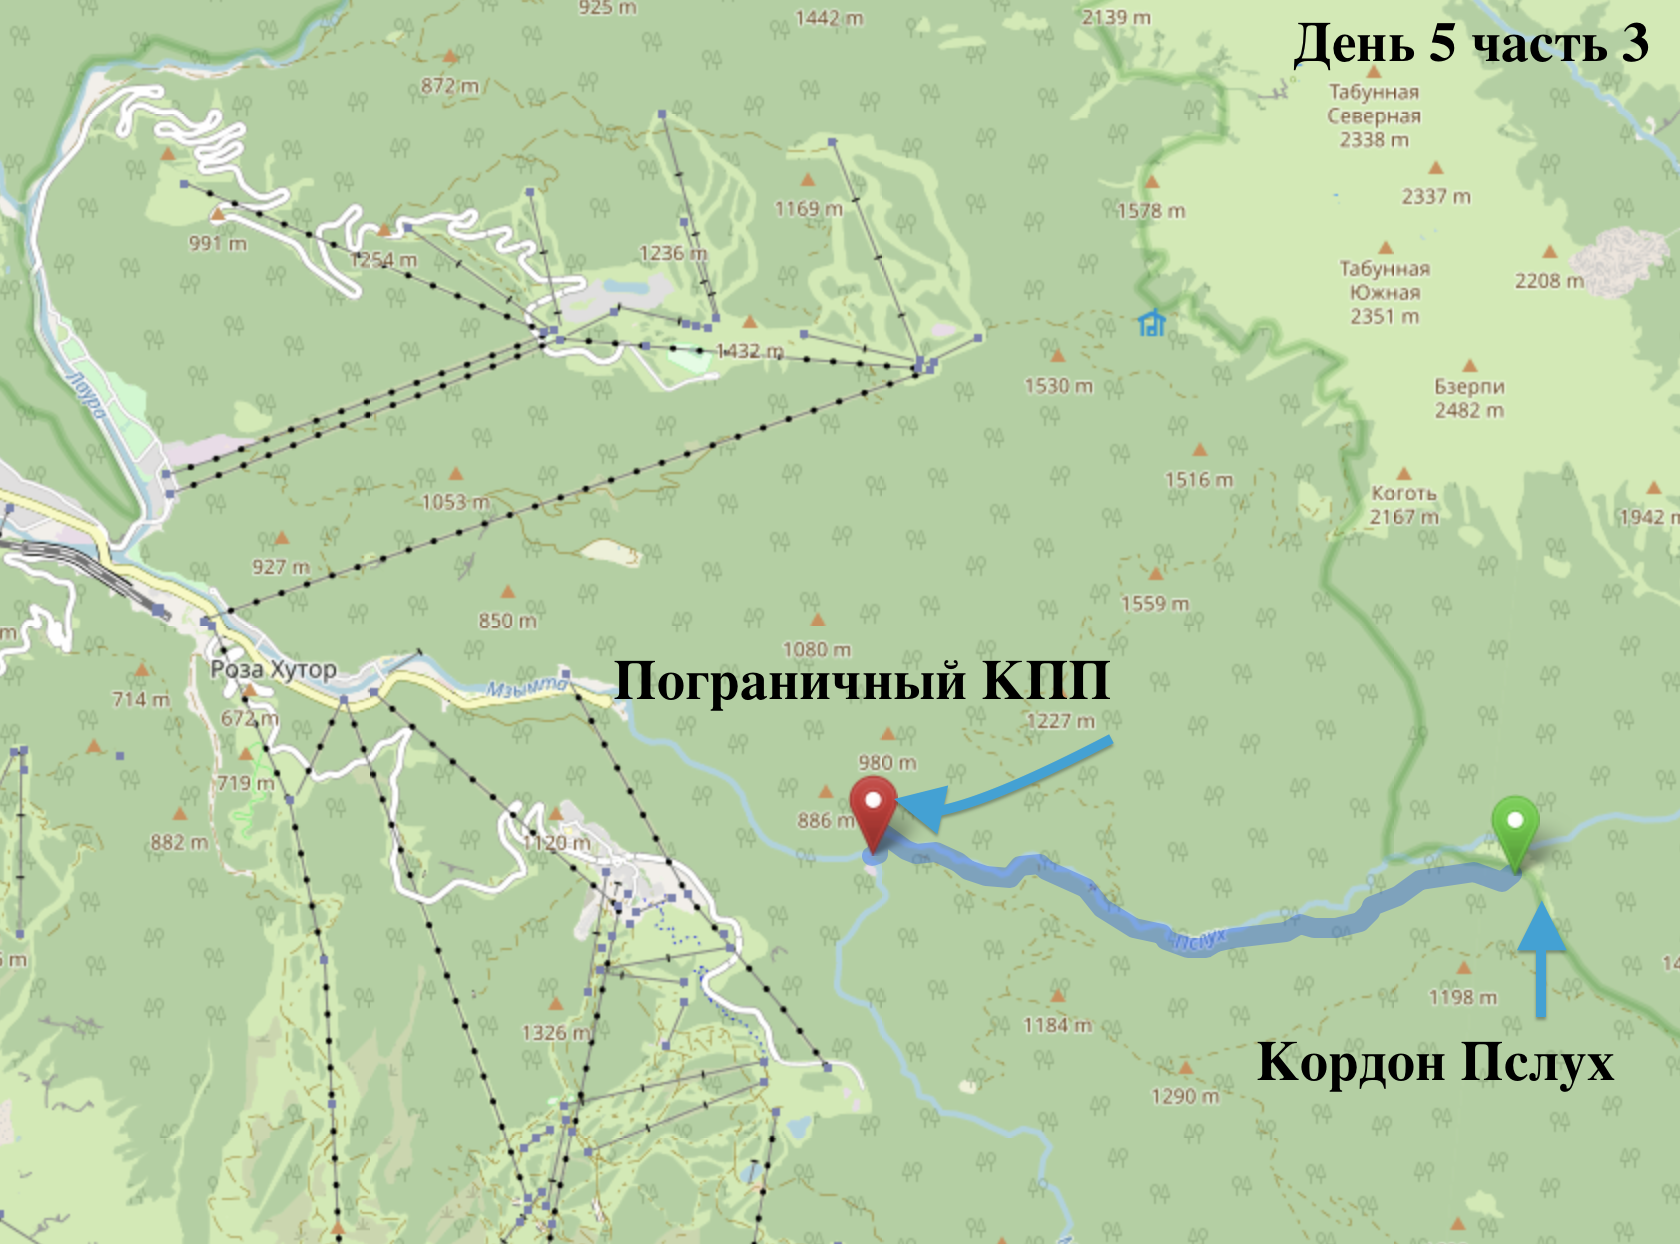 925 m
1442 m
2139 m
День 5 часть 3
872 m
Табунная
Северная
2338 m
2337 m
1169 m
1578 m
991 m
1254 m
1236 m
Табунная
Южная
2351 m
2208 m
1432 m
1530 m
Лаура
Бзерпи
2482 m
1053 m
1516 m
Коготь
2167 m
1942 m
927 m
850 m
1559 m
1080 m
Роза Хутор
714 m
672 m
Мзымта
Пограничный КПП
1227 m
719 m
980 m
886 m
882 m
1120 m
Пслух
1198 m
1326 m
1184 m
Кордон Пслух
1290 m